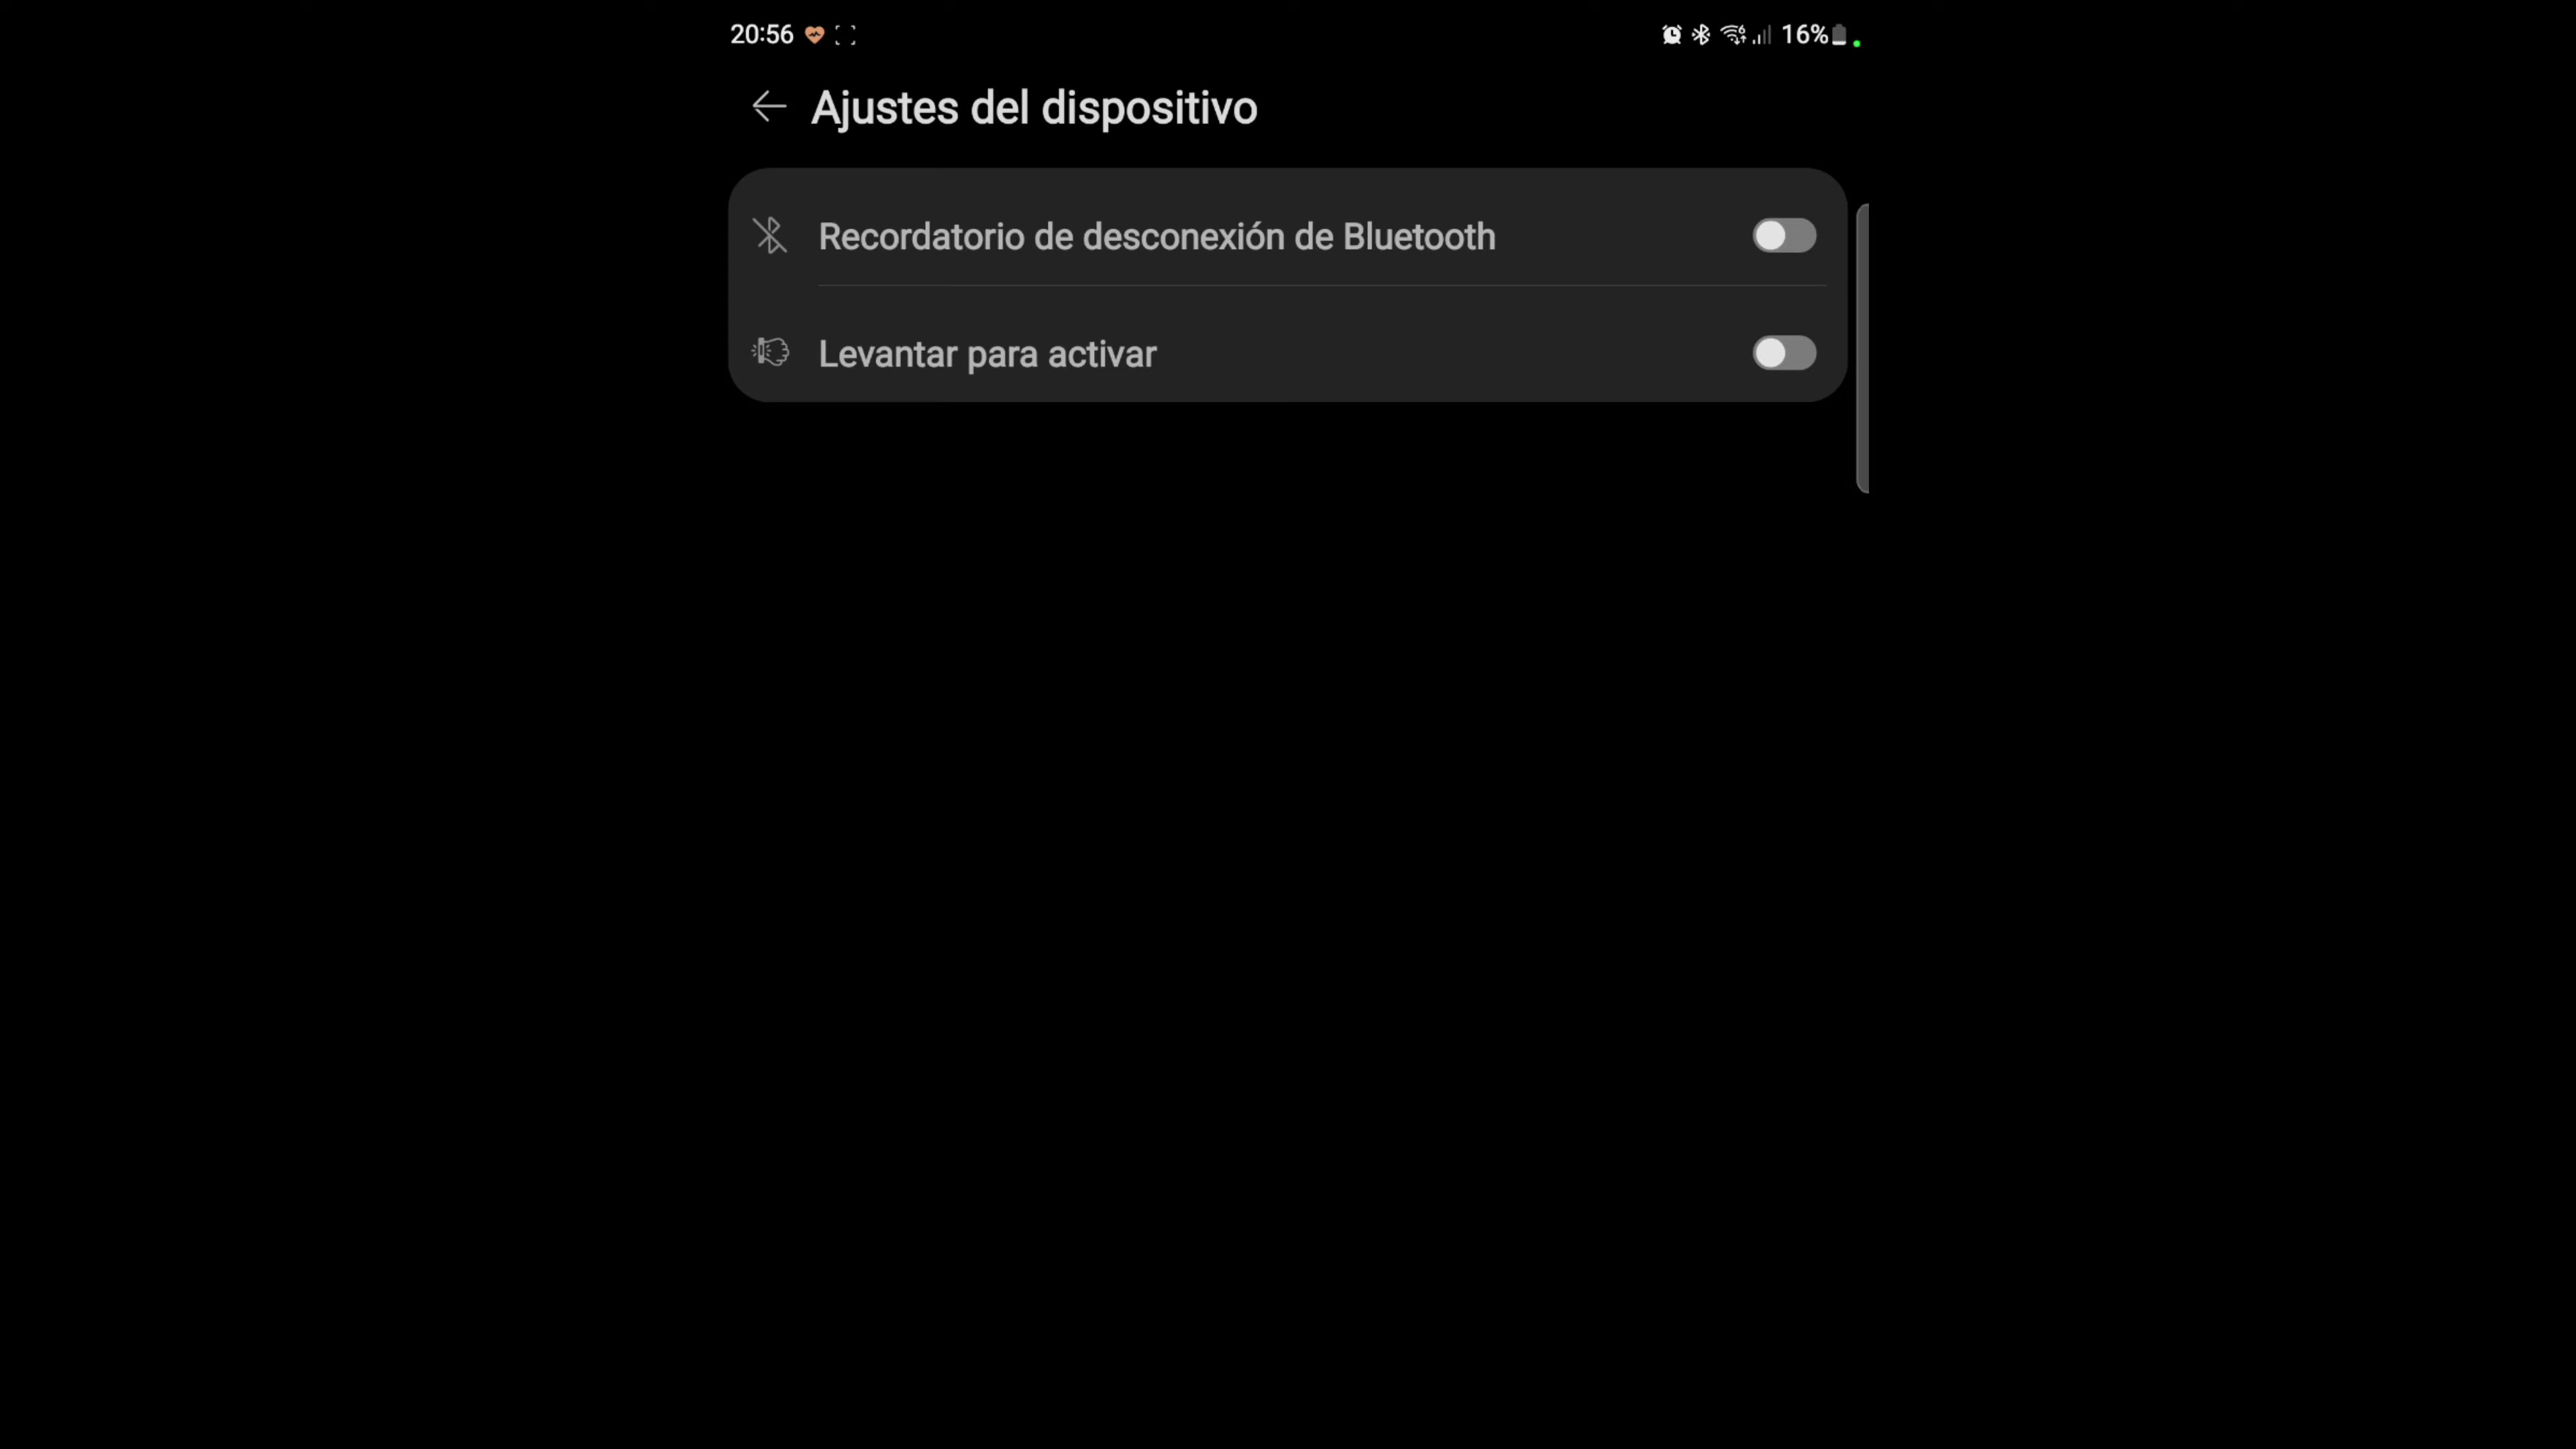 20:56
16%
Ajustes del dispositivo
Recordatorio de desconexión de Bluetooth
Levantar para activar